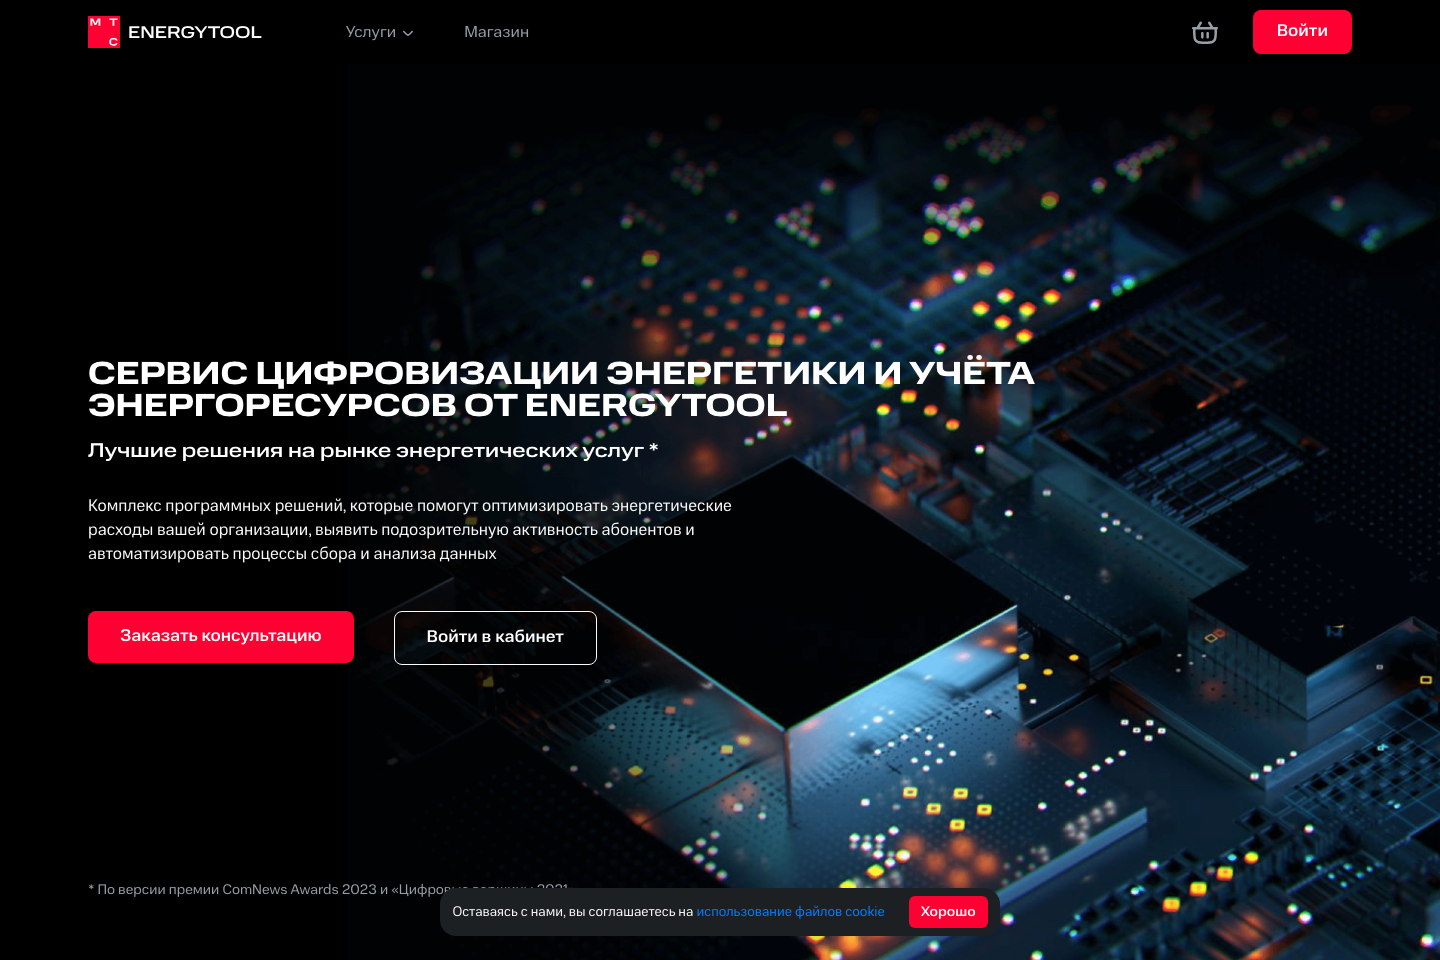 МТС ENERGYTOOL
Услуги
Магазин
Войти
СЕРВИС ЦИФРОВИЗАЦИИ ЭНЕРГЕТИКИ И УЧЁТА
ЭНЕРГОРЕСУРСОВ ОТ ENERGYTOOL
Лучшие решения на рынке энергетических услуг *
Комплекс программных решений, которые помогут оптимизировать энергетические
расходы вашей организации, выявить подозрительную активность абонентов и
автоматизировать процессы сбора и анализа данных
Заказать консультацию
Войти в кабинет
* По версии премии ComNews Awards 2023 и «Цифровые
Оставаясь с нами, вы соглашаетесь на использование файлов cookie
Хорошо